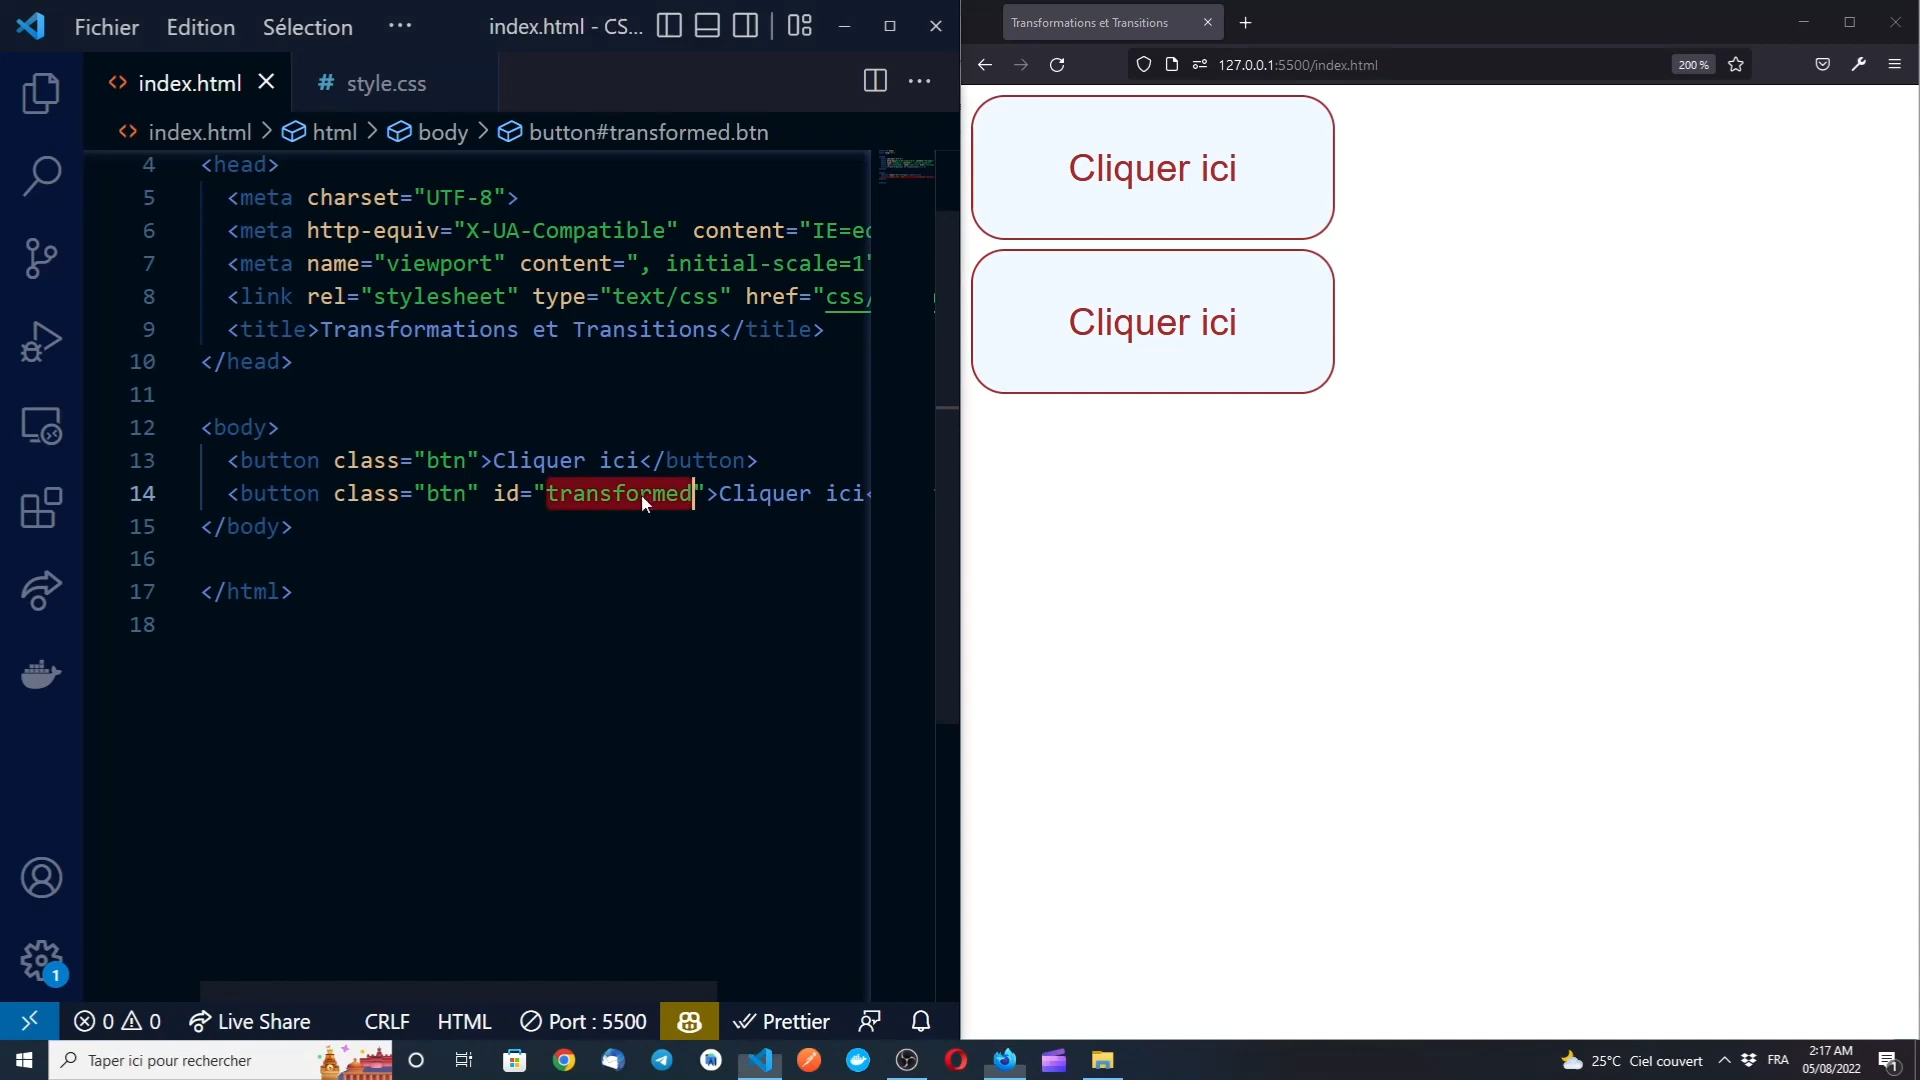 Fichier Edition Sélection ··· index.html - CS...
index.html
# style.css
index.html > html > body > button#transformed.btn
4 <head>
5 <meta charset="UTF-8">
6 <meta http-equiv="X-UA-Compatible" content="IE=ed
7 <meta name="viewport" content=", initial-scale=1"
8 <link rel="stylesheet" type="text/css" href="css/
9 <title>Transformations et Transitions</title>
10 </head>
11
12 <body>
13 <button class="btn">Cliquer ici</button>
14 <button class="btn" id="transformed">Cliquer ici<
15 </body>
16
17 </html>
18
1
0 0 Live Share CRLF HTML Port : 5500 Prettier
Transformations et Transitions
127.0.0.1:5500/index.html 200 %
Cliquer ici
Cliquer ici
Taper ici pour rechercher
25°C Ciel couvert FRA 2:17 AM
05/08/2022
1